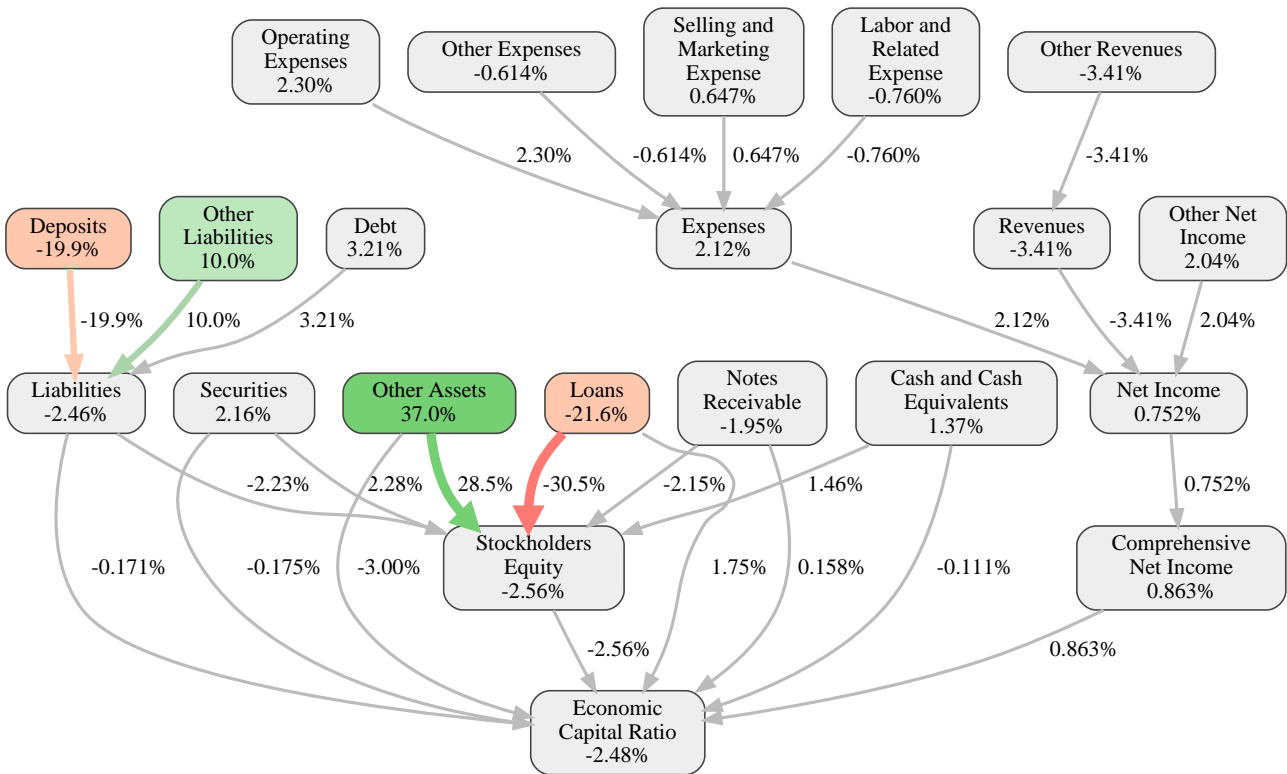 Operating
Expenses
2.30%
Other Expenses
-0.614%
Selling and
Marketing
Expense
0.647%
Labor and
Related
Expense
-0.760%
Other Revenues
-3.41%
2.30%
-0.614%
0.647%
-0.760%
-3.41%
Deposits
-19.9%
Other
Liabilities
10.0%
Debt
3.21%
Expenses
2.12%
Revenues
-3.41%
Other Net
Income
2.04%
-19.9%
10.0%
3.21%
2.12%
-3.41%
2.04%
Liabilities
-2.46%
Securities
2.16%
Other Assets
37.0%
Loans
-21.6%
Notes
Receivable
-1.95%
Cash and Cash
Equivalents
1.37%
Net Income
0.752%
-2.23%
2.28%
28.5%
-30.5%
-2.15%
1.46%
0.752%
Stockholders
Equity
-2.56%
Comprehensive
Net Income
0.863%
-0.171%
-0.175%
-3.00%
1.75%
0.158%
-0.111%
-2.56%
0.863%
Economic
Capital Ratio
-2.48%